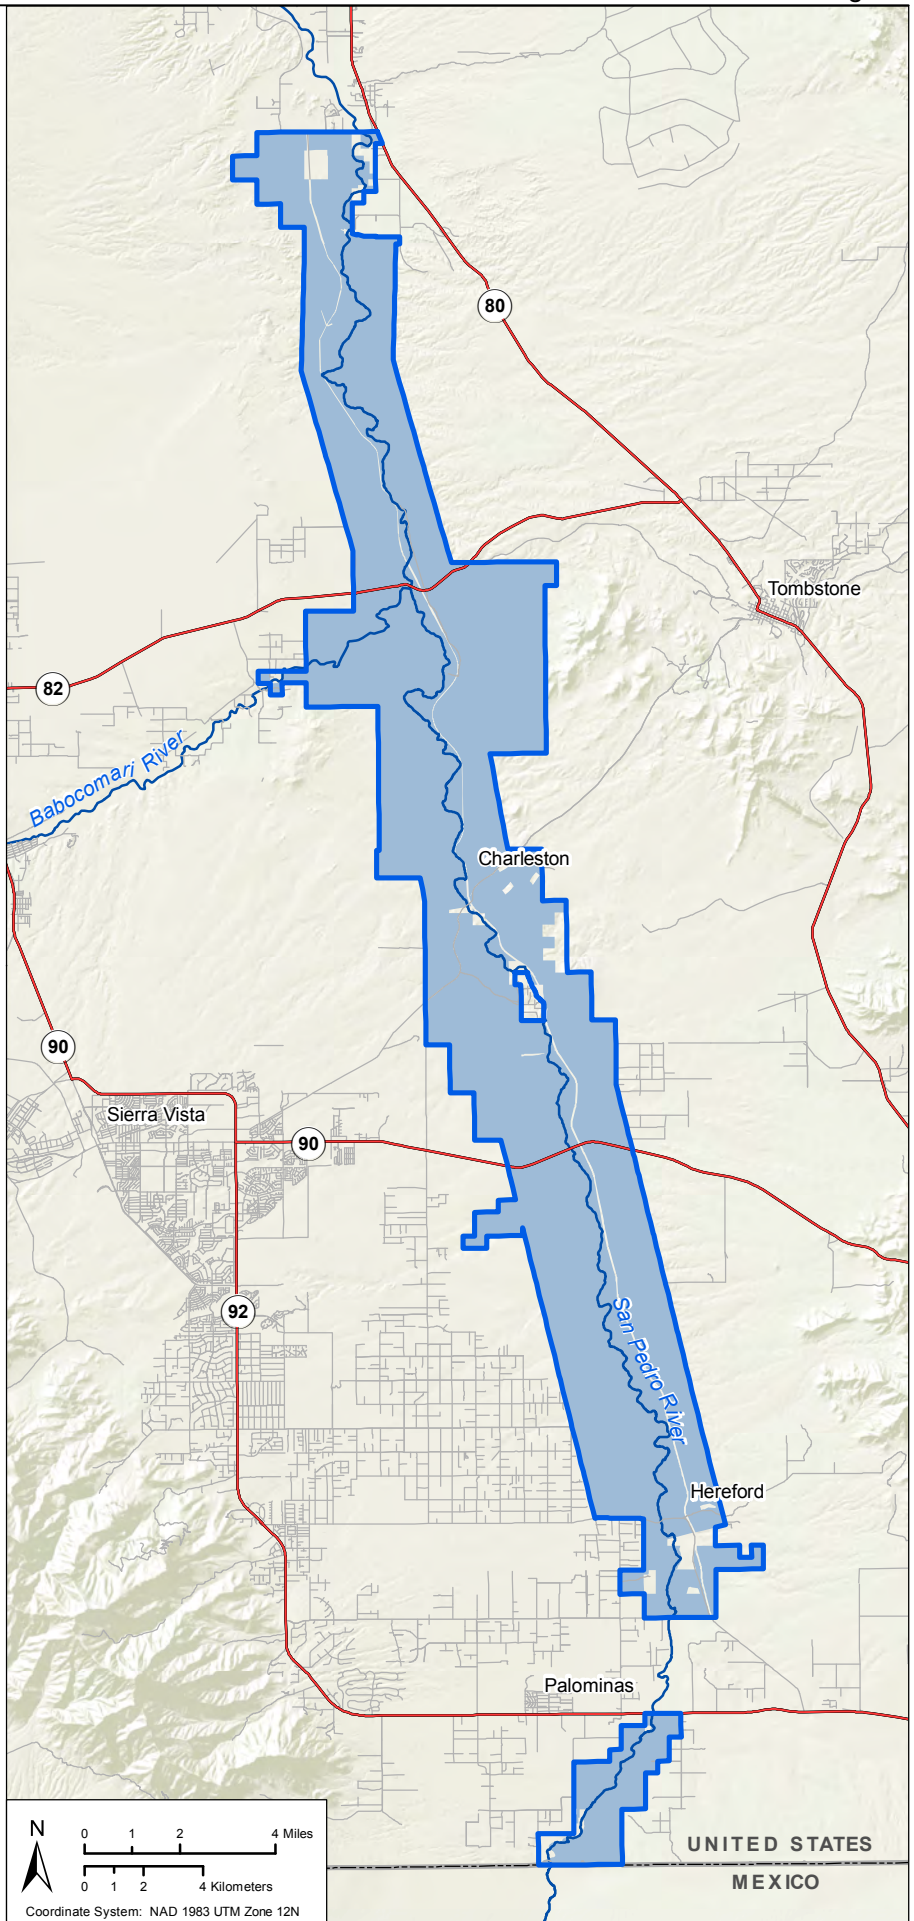 80
Tombstone
82
Babocomari River
Charleston
90
Sierra Vista
90
92
San Pedro River
Hereford
Palominas
N
0 1 2 4 Miles
0 1 2 4 Kilometers
Coordinate System: NAD 1983 UTM Zone 12N
UNITED STATES
MEXICO